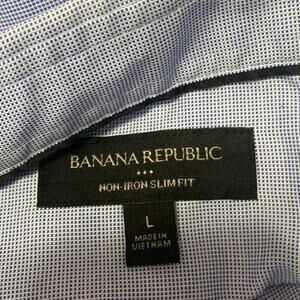 BANANA REPUBLIC
NON-IRON SLIM FIT
L
MADE IN
VIETNAM